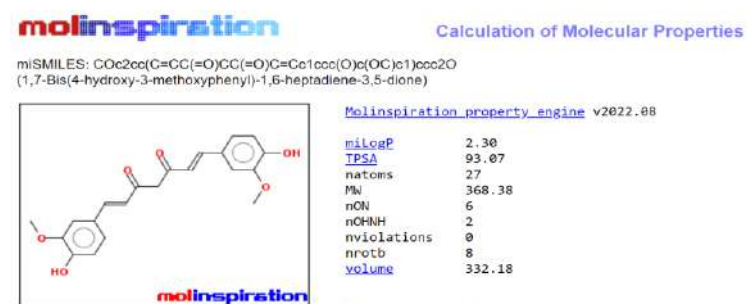 molinspiration
Calculation of Molecular Properties
miSMILES: COc2cc(C=CC(=O)CC(=O)C=Cc1ccc(O)c(OC)c1)ccc2O
(1,7-Bis(4-hydroxy-3-methoxyphenyl)-1,6-heptadiene-3,5-dione)
Molinspiration property engine v2022.08
miLogP 2.30
TPSA 93.07
natoms 27
MW 368.38
nON 6
nOHNH 2
nviolations 0
nrotb 8
volume 332.18
O
O
OH
O
O
HO
molinspiration